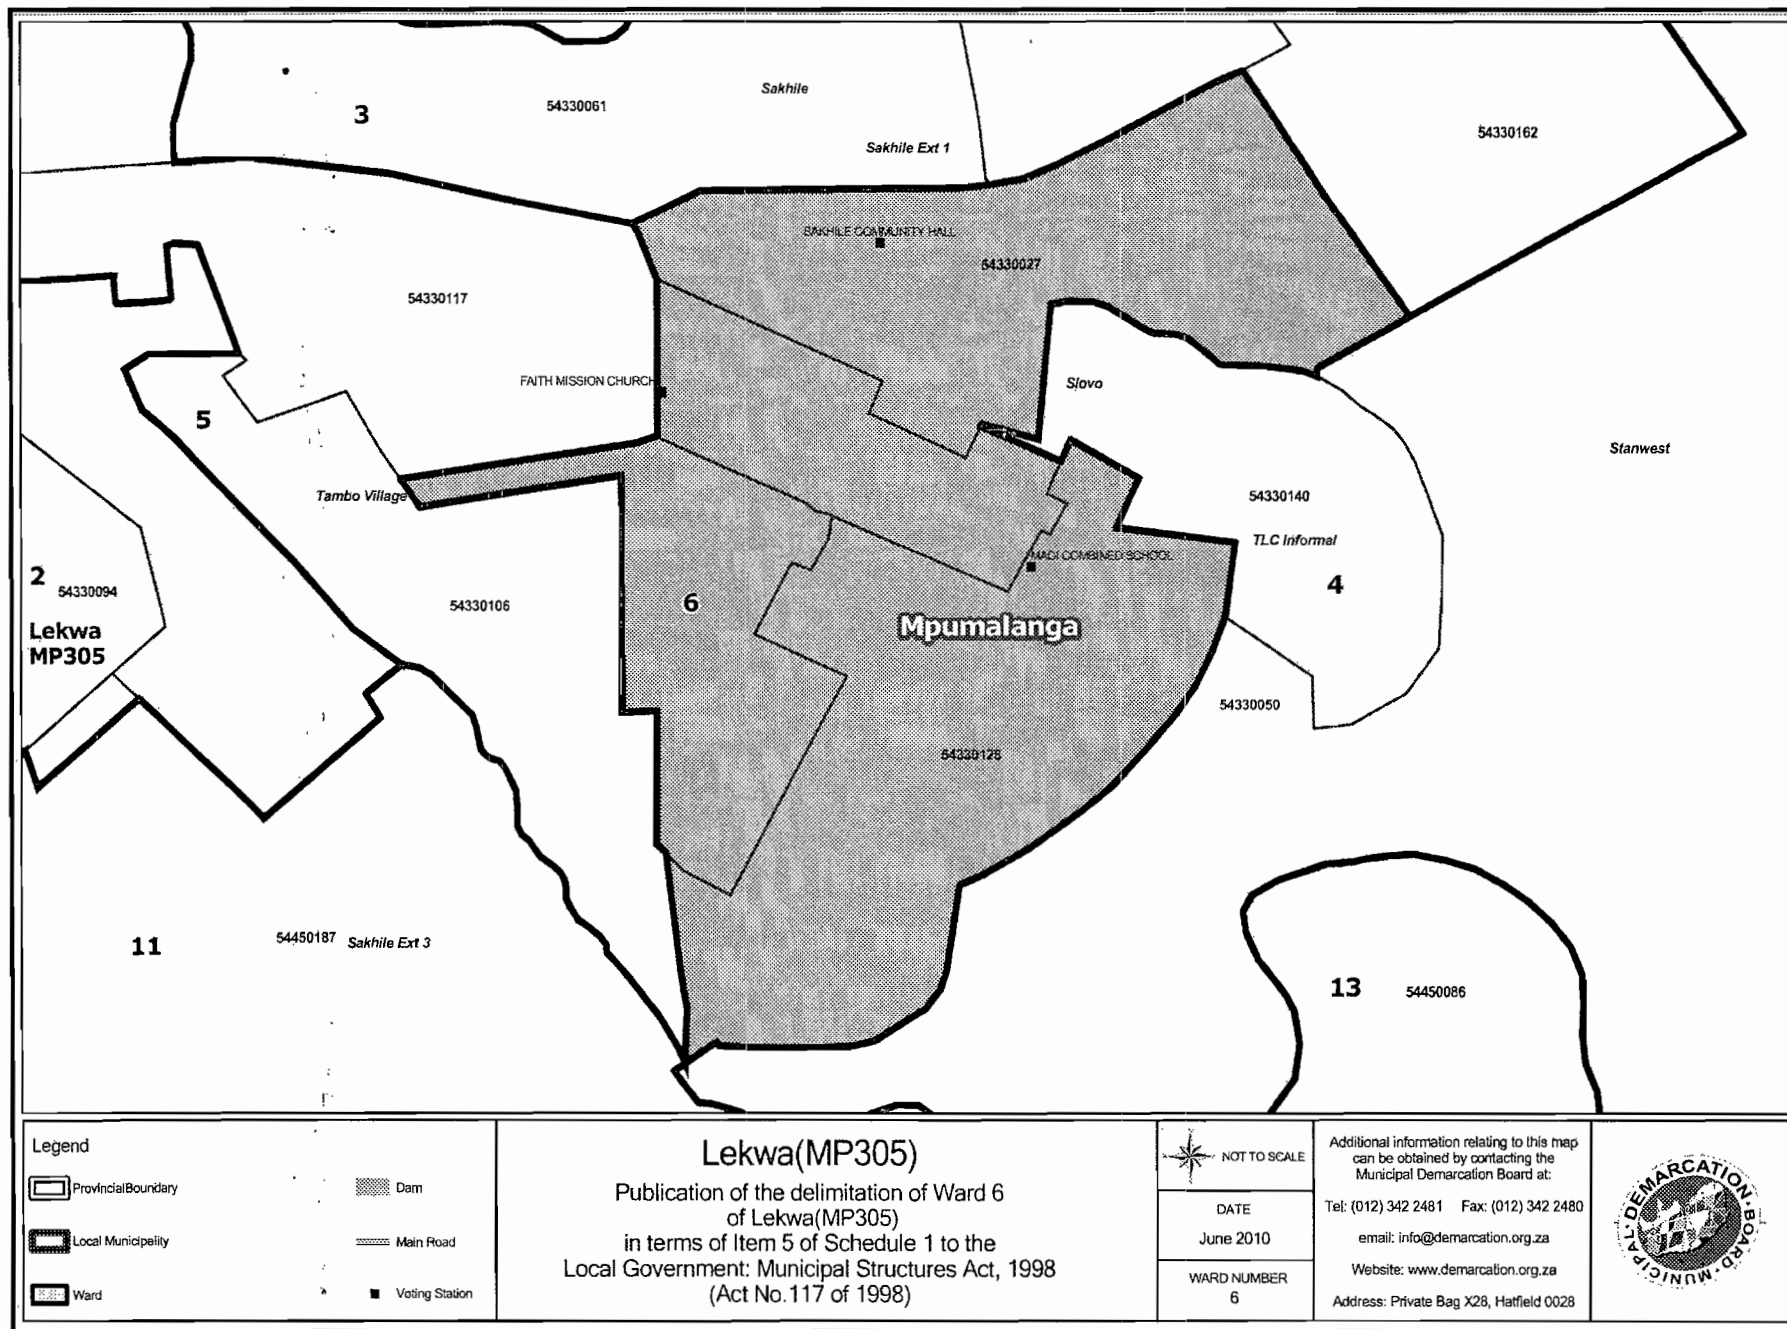 3
54330061
Sakhile
Sakhile Ext 1
54330162
SAKHILE COMMUNITY HALL
54330027
54330117
FAITH MISSION CHURCH
Slovo
5
Stanwest
Tambo Village
54330140
TLC Informal
MADI COMBINED SCHOOL
2
54330094
54330106
6
4
Lekwa
MP305
Mpumalanga
54330050
54330128
11
54450187
Sakhile Ext 3
13
54450086
Legend
Provincial Boundary
Local Municipality
Ward
Dam
Main Road
Voting Station
Lekwa(MP305)
Publication of the delimitation of Ward 6
of Lekwa(MP305)
in terms of Item 5 of Schedule 1 to the
Local Government: Municipal Structures Act, 1998
(Act No.117 of 1998)
NOT TO SCALE
DATE
June 2010
WARD NUMBER
6
Additional information relating to this map
can be obtained by contacting the
Municipal Demarcation Board at:
Tel: (012) 342 2481 Fax: (012) 342 2480
email: info@demarcation.org.za
Website: www.demarcation.org.za
Address: Private Bag X28, Hatfield 0028
MUNICIPAL • DEMARCATION • BOARD •